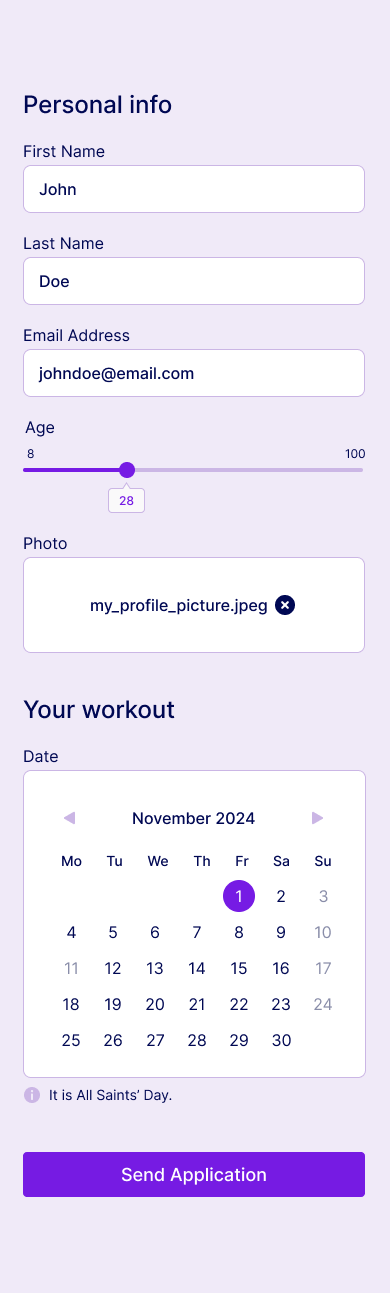 Personal info
First Name
John
Last Name
Doe
Email Address
johndoe@email.com
Age
8 100
28
Photo
my_profile_picture.jpeg
Your workout
Date
November 2024
Mo Tu We Th Fr Sa Su
1 2 3
4 5 6 7 8 9 10
11 12 13 14 15 16 17
18 19 20 21 22 23 24
25 26 27 28 29 30
It is All Saints’ Day.
Send Application